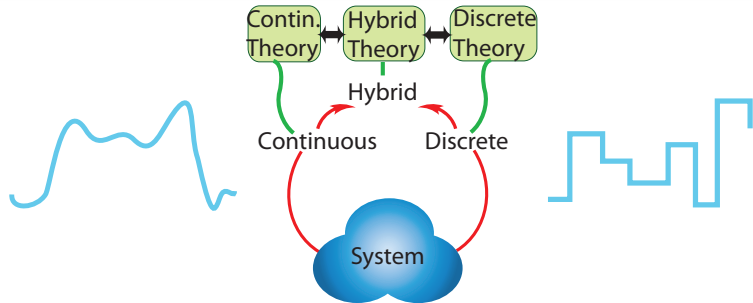 Contin. Hybrid Discrete
Theory Theory Theory
Hybrid
Continuous Discrete
System